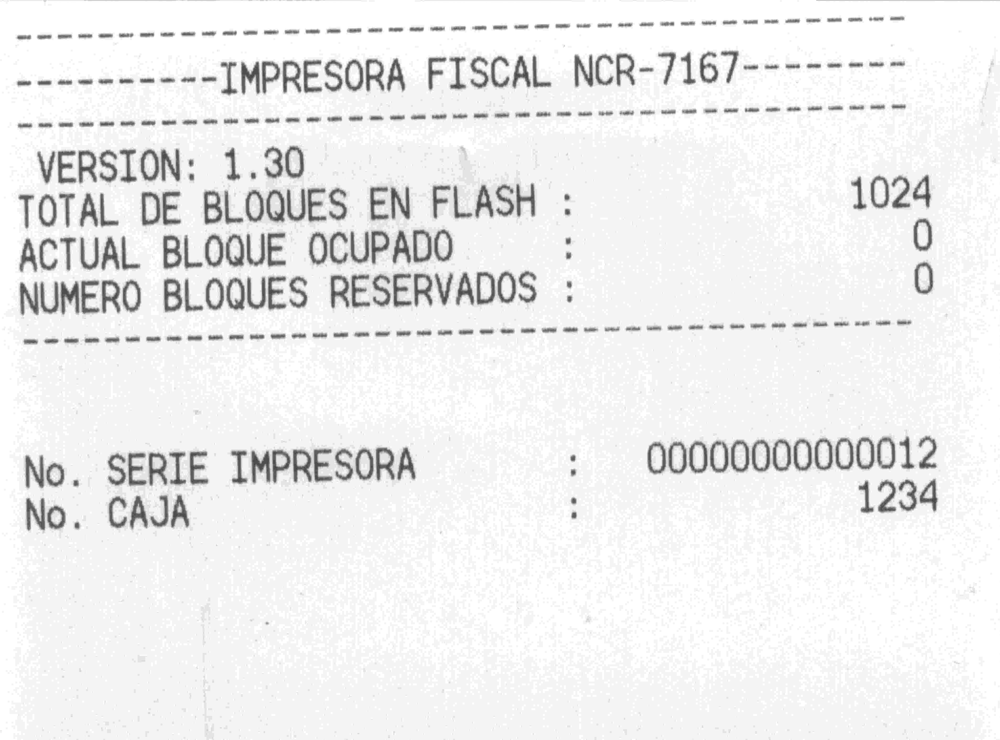 -------------------------------------------
----------IMPRESORA FISCAL NCR-7167--------
-------------------------------------------
VERSION: 1.30
TOTAL DE BLOQUES EN FLASH : 1024
ACTUAL BLOQUE OCUPADO : 0
NUMERO BLOQUES RESERVADOS : 0
-------------------------------------------
No. SERIE IMPRESORA : 00000000000012
No. CAJA : 1234